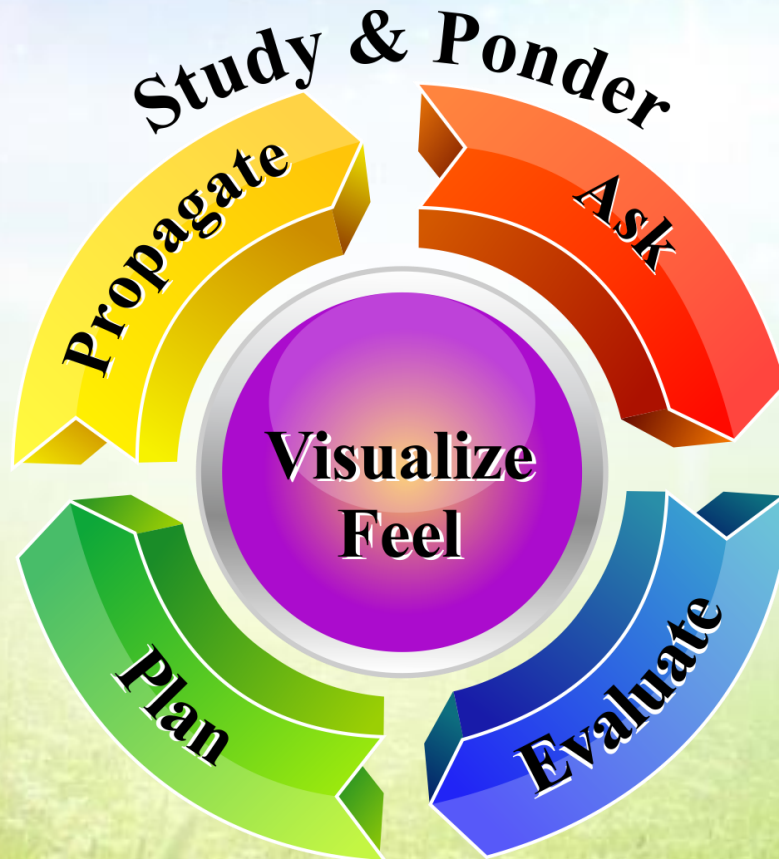 Study & Ponder
Propagate
Ask
Visualize
Feel
Plan
Evaluate